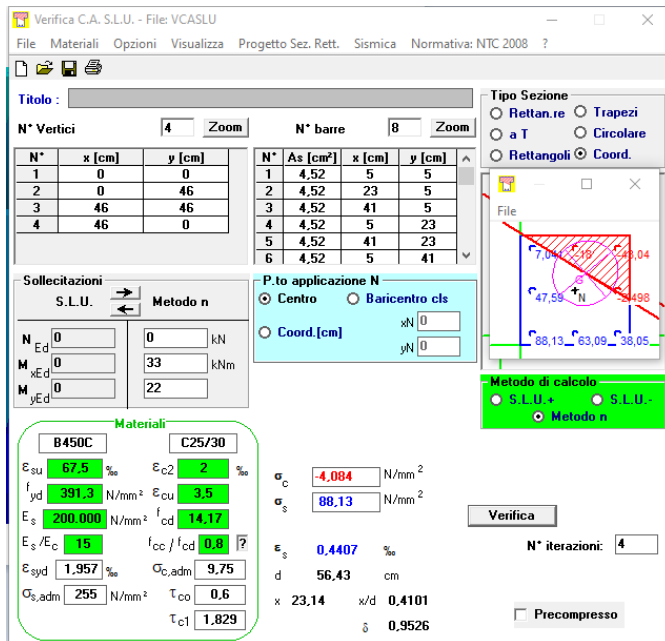 Verifica C.A. S.L.U. - File: VCASLU
File Materiali Opzioni Visualizza Progetto Sez. Rett. Sismica Normativa: NTC 2008 ?
Titolo :
N* Vertici 4 Zoom N* barre 8 Zoom
N* x [cm] y [cm]
1 0 0
2 0 46
3 46 46
4 46 0
N* As [cm²] x [cm] y [cm]
1 4,52 5 5
2 4,52 23 5
3 4,52 41 5
4 4,52 5 23
5 4,52 41 23
6 4,52 5 41
Tipo Sezione
Rettan.re Trapezi
a T Circolare
Rettangoli Coord.
File
7,041 -18 -43,04
G
47,59 N -2,498
88,13 63,09 38,05
Sollecitazioni
S.L.U. Metodo n
N Ed 0 0 kN
M xEd 0 33 kNm
M yEd 0 22
P.to applicazione N
Centro Baricentro cls
Coord.[cm] xN 0
yN 0
Metodo di calcolo
S.L.U.+ S.L.U.-
Metodo n
Materiali
B450C C25/30
εsu 67,5 ‰ εc2 2 ‰
fyd 391,3 N/mm² εcu 3,5
Es 200.000 N/mm² fcd 14,17
Es/Ec 15 fcc/fcd 0,8 ?
εsyd 1,957 ‰ σc,adm 9,75
σs,adm 255 N/mm² τco 0,6
τc1 1,829
σc -4,084 N/mm²
σs 88,13 N/mm²
εs 0,4407 ‰
d 56,43 cm
x 23,14 x/d 0,4101
δ 0,9526
Verifica
N* iterazioni: 4
Precompresso